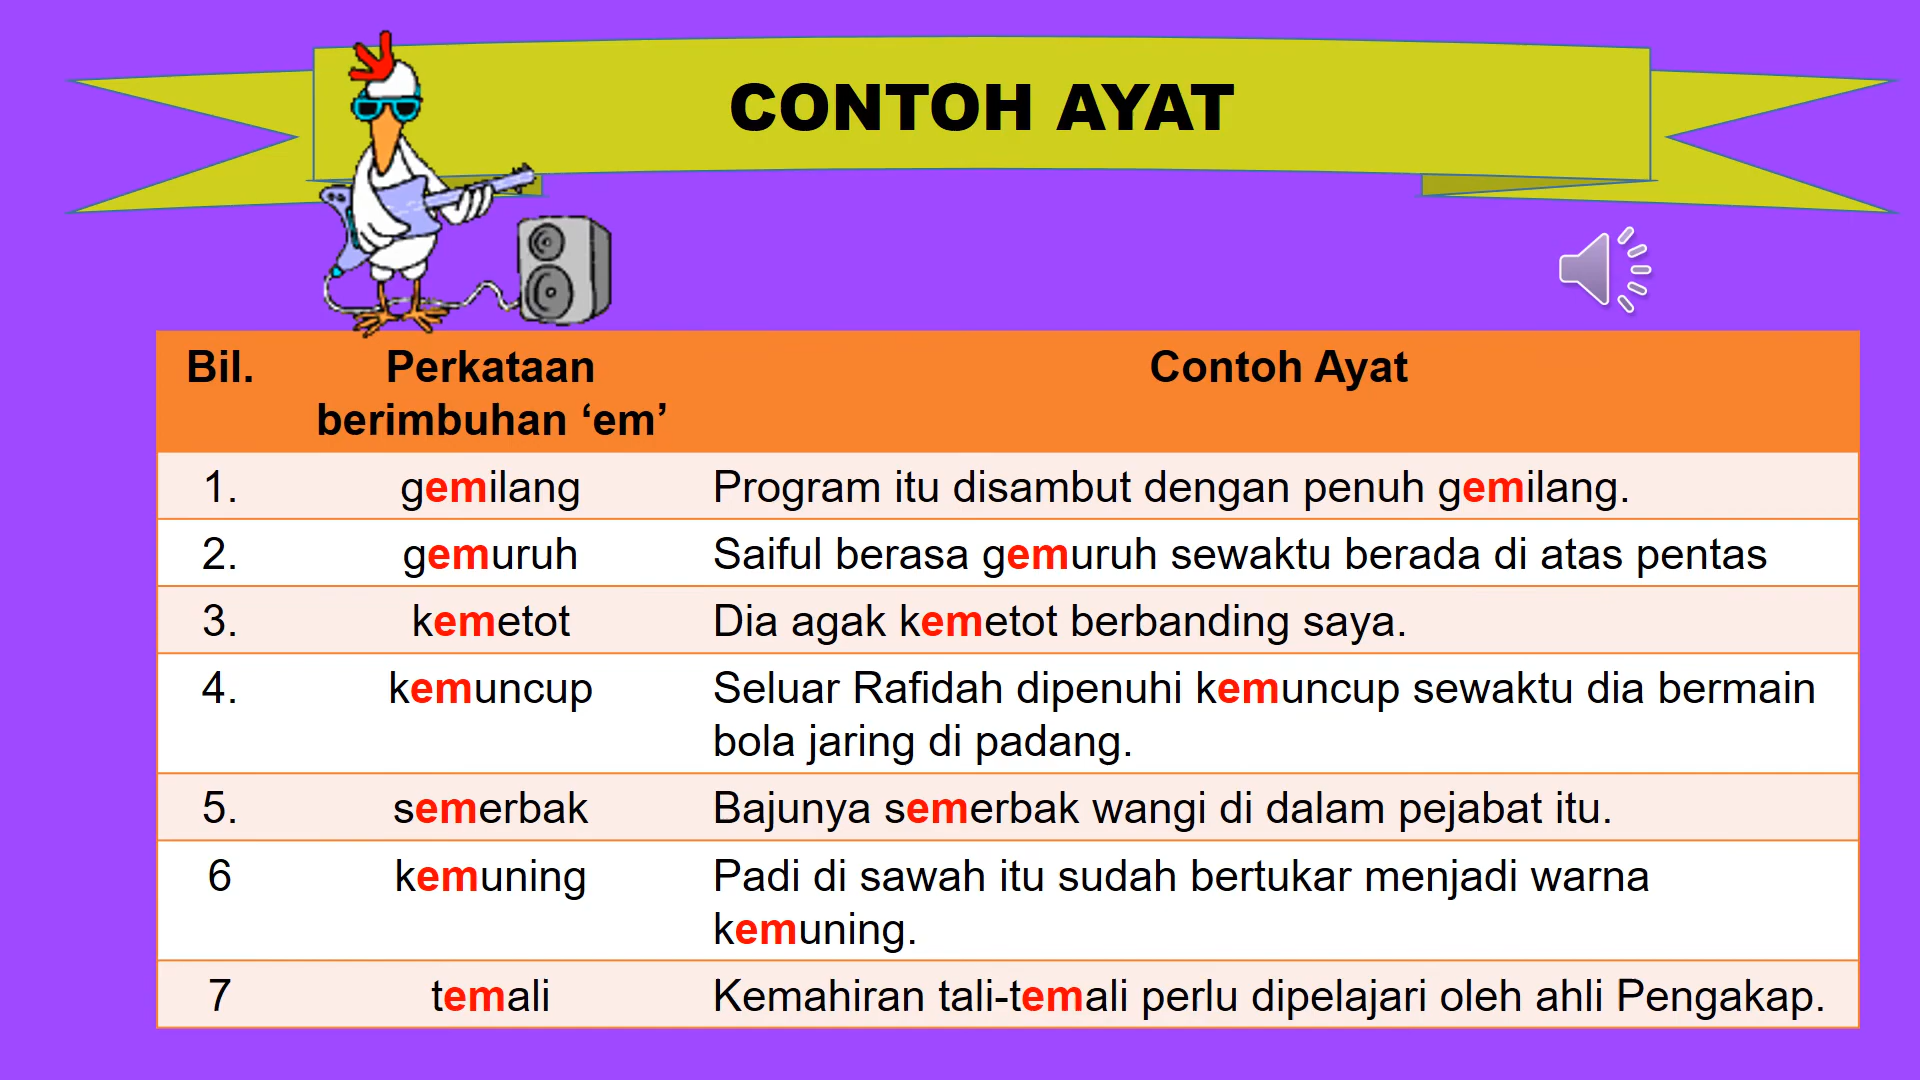 CONTOH AYAT
Bil. Perkataan berimbuhan ‘em’ Contoh Ayat
1. gemilang Program itu disambut dengan penuh gemilang.
2. gemuruh Saiful berasa gemuruh sewaktu berada di atas pentas
3. kemetot Dia agak kemetot berbanding saya.
4. kemuncup Seluar Rafidah dipenuhi kemuncup sewaktu dia bermain
bola jaring di padang.
5. semerbak Bajunya semerbak wangi di dalam pejabat itu.
6 kemuning Padi di sawah itu sudah bertukar menjadi warna
kemuning.
7 temali Kemahiran tali-temali perlu dipelajari oleh ahli Pengakap.